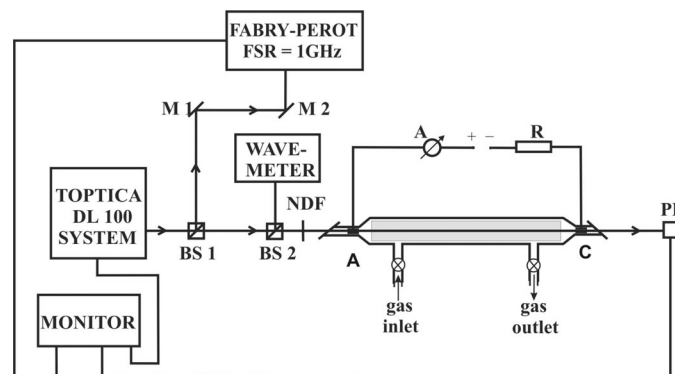 FABRY-PEROT
FSR = 1GHz
M 1
M 2
A
+ –
R
WAVE-
METER
TOPTICA
DL 100
SYSTEM
NDF
BS 1
BS 2
A
C
gas
inlet
gas
outlet
MONITOR